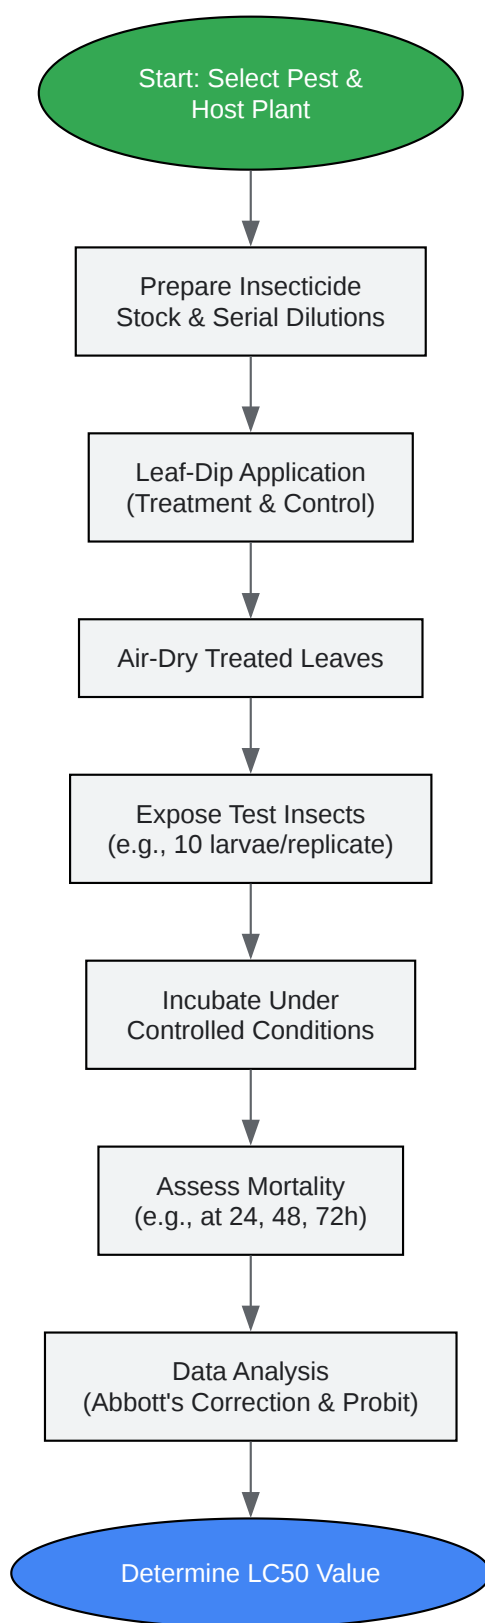 Start: Select Pest &
Host Plant
Prepare Insecticide
Stock & Serial Dilutions
Leaf-Dip Application
(Treatment & Control)
Air-Dry Treated Leaves
Expose Test Insects
(e.g., 10 larvae/replicate)
Incubate Under
Controlled Conditions
Assess Mortality
(e.g., at 24, 48, 72h)
Data Analysis
(Abbott's Correction & Probit)
Determine LC50 Value